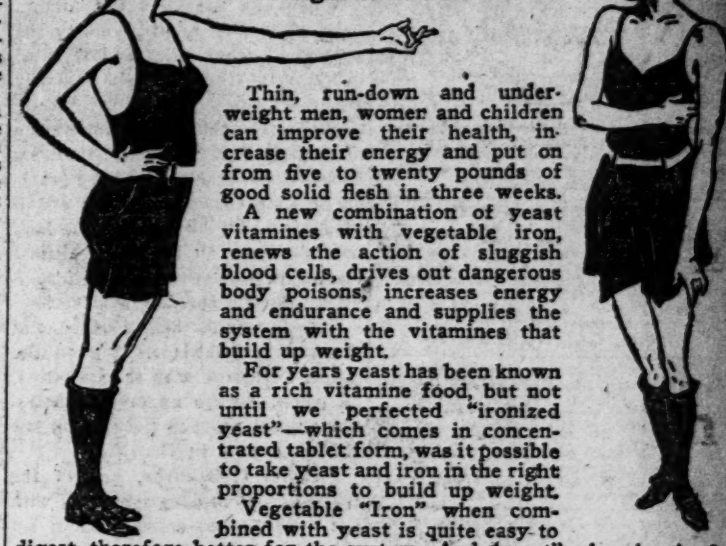 Thin, run-down and under-
weight men, women and children
can improve their health, in-
crease their energy and put on
from five to twenty pounds of
good solid flesh in three weeks.
A new combination of yeast
vitamines with vegetable iron,
renews the action of sluggish
blood cells, drives out dangerous
body poisons, increases energy
and endurance and supplies the
system with the vitamines that
build up weight.
For years yeast has been known
as a rich vitamine food, but not
until we perfected "ironized
yeast"—which comes in concen-
trated tablet form, was it possible
to take yeast and iron in the right
proportions to build up weight.
Vegetable "Iron" when com-
bined with yeast is quite easy to